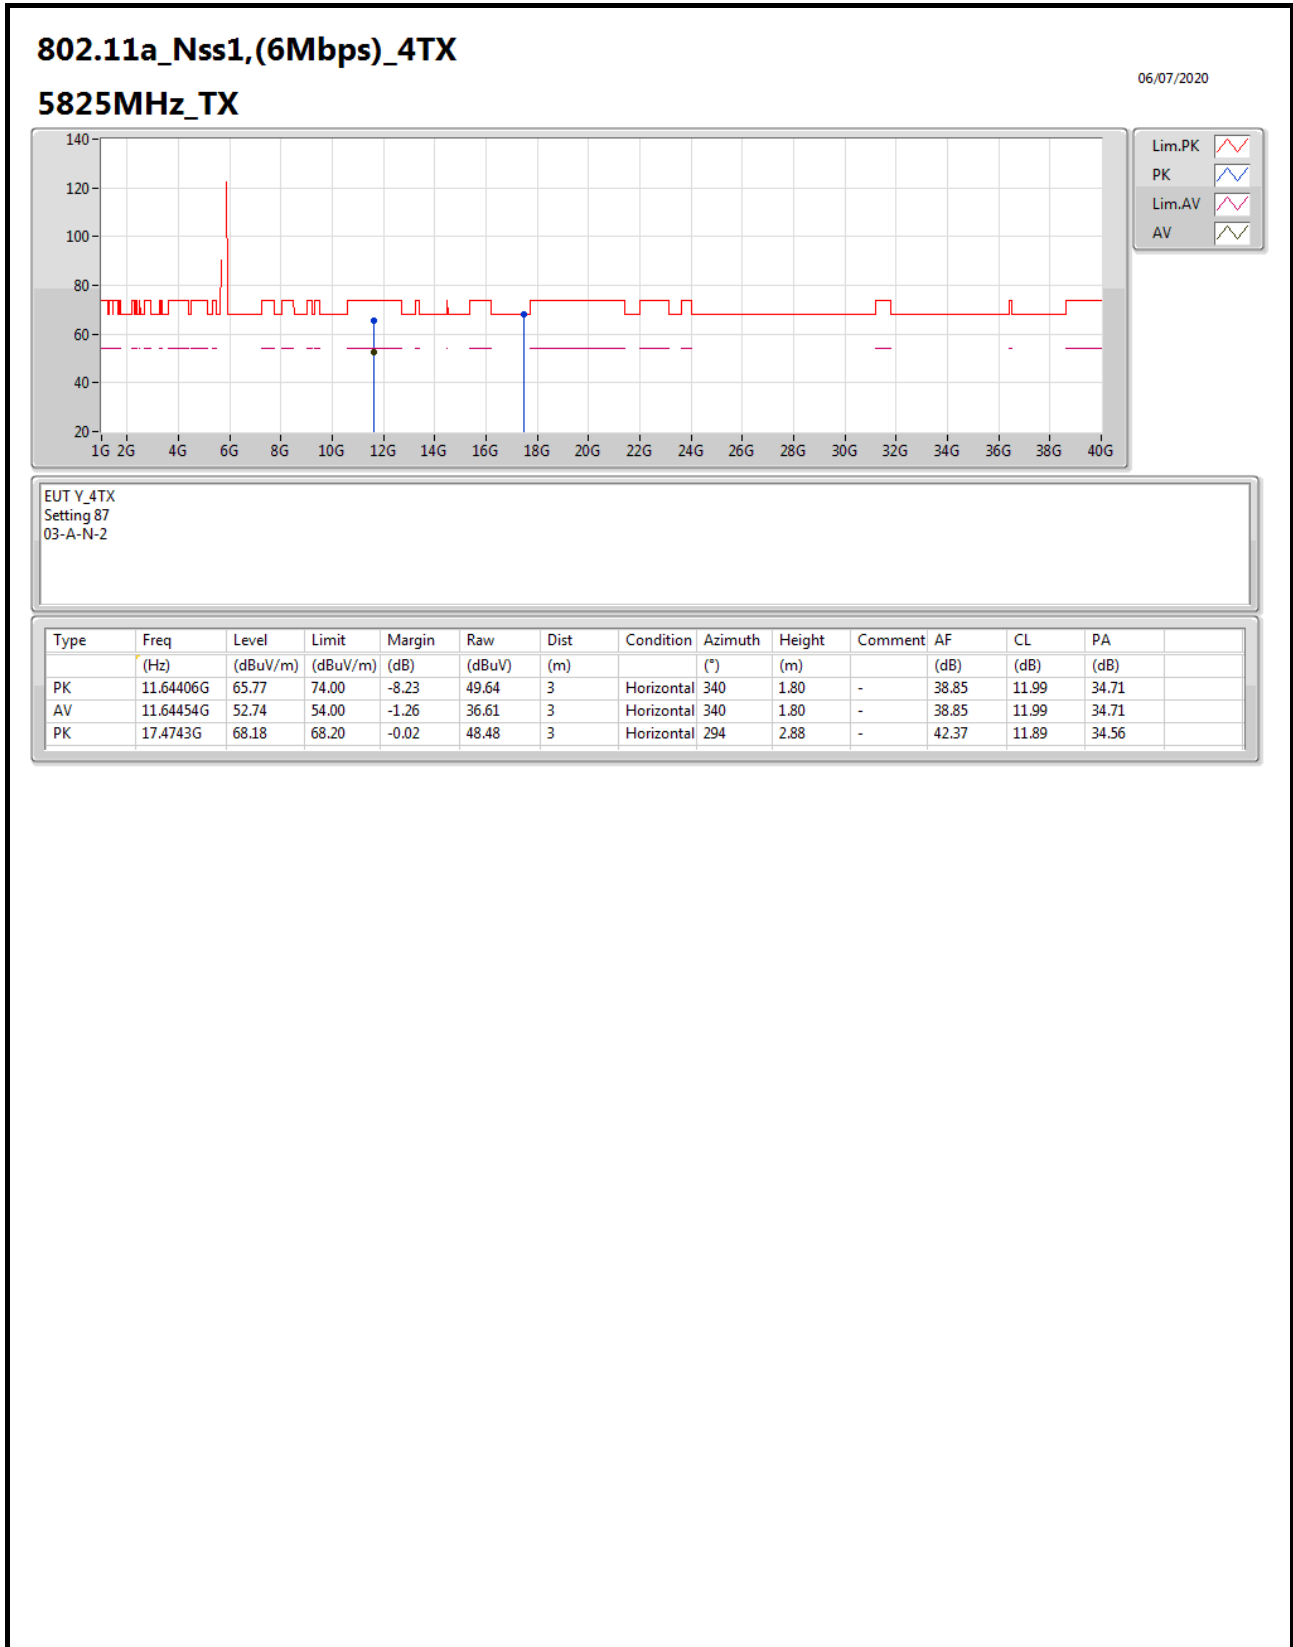 802.11a_Nss1,(6Mbps)_4TX
06/07/2020
5825MHz_TX
140
120
100
80
60
40
20
1G 2G 4G 6G 8G 10G 12G 14G 16G 18G 20G 22G 24G 26G 28G 30G 32G 34G 36G 38G 40G
Lim.PK
PK
Lim.AV
AV
EUT Y_4TX
Setting 87
03-A-N-2
Type Freq Level Limit Margin Raw Dist Condition Azimuth Height Comment AF CL PA
(Hz) (dBuV/m) (dBuV/m) (dB) (dBuV) (m) (°) (m) (dB) (dB) (dB)
PK 11.64406G 65.77 74.00 -8.23 49.64 3 Horizontal 340 1.80 - 38.85 11.99 34.71
AV 11.64454G 52.74 54.00 -1.26 36.61 3 Horizontal 340 1.80 - 38.85 11.99 34.71
PK 17.4743G 68.18 68.20 -0.02 48.48 3 Horizontal 294 2.88 - 42.37 11.89 34.56